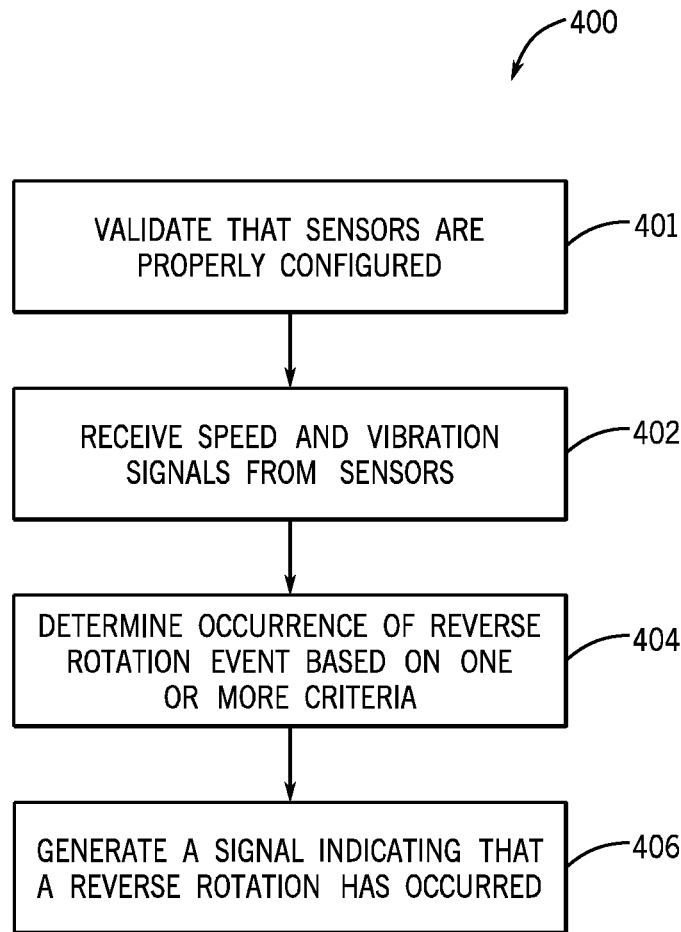 400
VALIDATE THAT SENSORS ARE
PROPERLY CONFIGURED
401
RECEIVE SPEED AND VIBRATION
SIGNALS FROM SENSORS
402
DETERMINE OCCURRENCE OF REVERSE
ROTATION EVENT BASED ON ONE
OR MORE CRITERIA
404
GENERATE A SIGNAL INDICATING THAT
A REVERSE ROTATION HAS OCCURRED
406